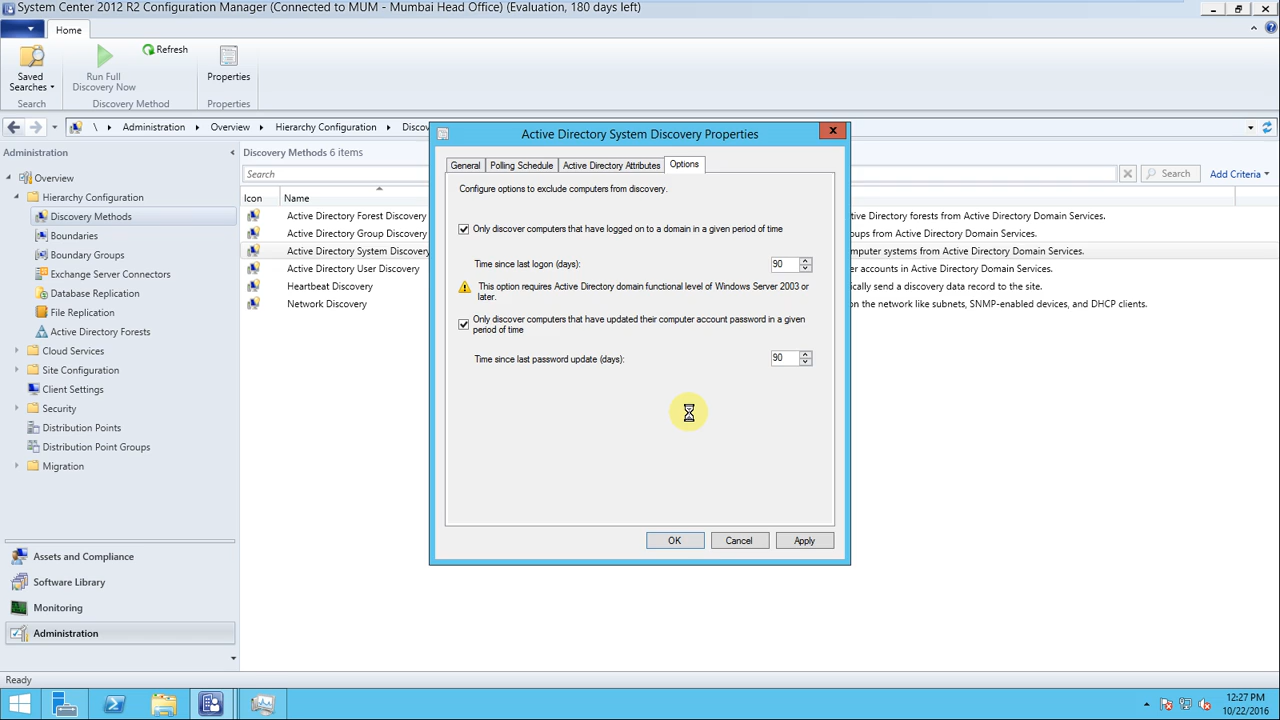 System Center 2012 R2 Configuration Manager (Connected to MUM - Mumbai Head Office) (Evaluation, 180 days left)
Home
Saved
Searches
Search
Run Full
Discovery Now
Refresh
Discovery Method
Properties
Properties
\ Administration Overview Hierarchy Configuration Discov
Administration
Overview
Hierarchy Configuration
Discovery Methods
Boundaries
Boundary Groups
Exchange Server Connectors
Database Replication
File Replication
Active Directory Forests
Cloud Services
Site Configuration
Client Settings
Security
Distribution Points
Distribution Point Groups
Migration
Assets and Compliance
Software Library
Monitoring
Administration
Discovery Methods 6 items
Search
Search
Add Criteria
Icon Name
Active Directory Forest Discovery
ctive Directory forests from Active Directory Domain Services.
Active Directory Group Discovery
oups from Active Directory Domain Services.
Active Directory System Discovery
mputer systems from Active Directory Domain Services.
Active Directory User Discovery
r accounts in Active Directory Domain Services.
Heartbeat Discovery
ically send a discovery data record to the site.
Network Discovery
on the network like subnets, SNMP-enabled devices, and DHCP clients.
Active Directory System Discovery Properties
General
Polling Schedule
Active Directory Attributes
Options
Configure options to exclude computers from discovery.
Only discover computers that have logged on to a domain in a given period of time
Time since last logon (days): 90
This option requires Active Directory domain functional level of Windows Server 2003 or
later.
Only discover computers that have updated their computer account password in a given
period of time
Time since last password update (days): 90
OK
Cancel
Apply
Ready
12:27 PM
10/22/2016